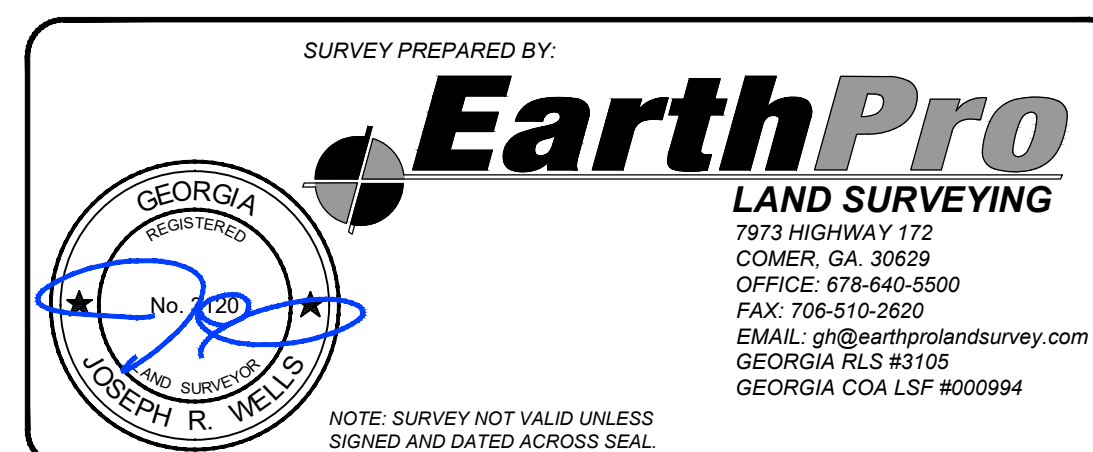 SURVEY PREPARED BY:
EarthPro
LAND SURVEYING
7973 HIGHWAY 172
COMER, GA. 30629
OFFICE: 678-640-5500
FAX: 706-510-2620
EMAIL: gh@earthprolandsurvey.com
GEORGIA RLS #3105
GEORGIA COA LSF #000994
GEORGIA
REGISTERED
No. 3120
LAND SURVEYOR
JOSEPH R. WELLS
NOTE: SURVEY NOT VALID UNLESS
SIGNED AND DATED ACROSS SEAL.